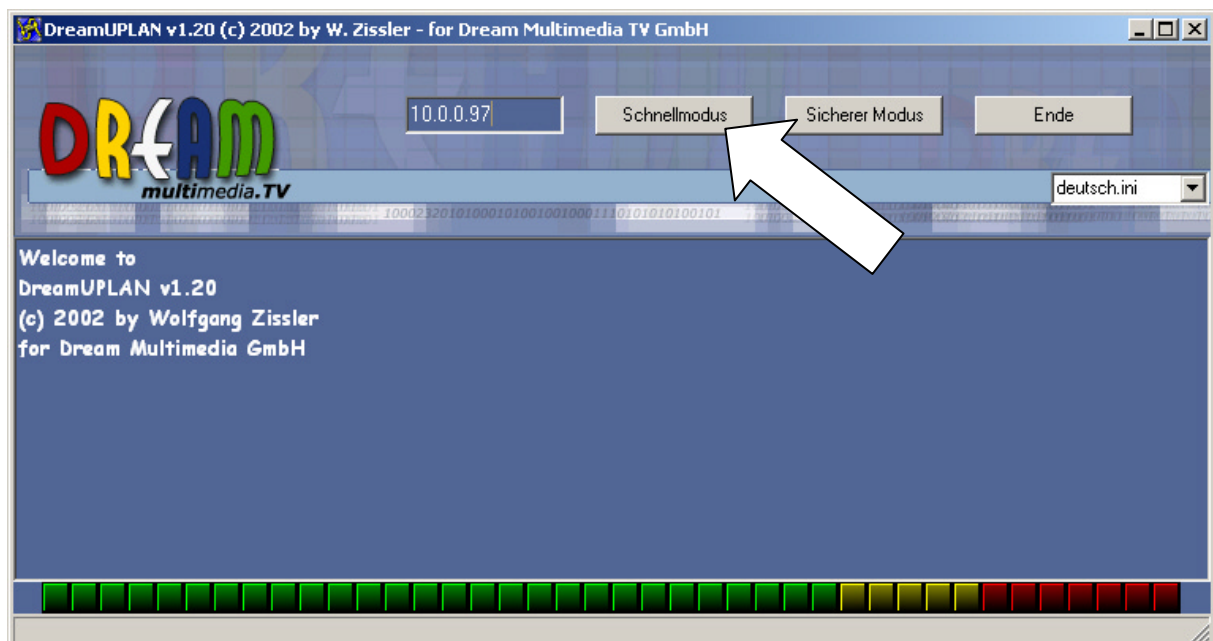 DreamUPLAN v1.20 (c) 2002 by W. Zissler - for Dream Multimedia TV GmbH
10.0.0.97
Schnellmodus
Sicherer Modus
Ende
DREAM
multimedia.TV
deutsch.ini
Welcome to
DreamUPLAN v1.20
(c) 2002 by Wolfgang Zissler
for Dream Multimedia GmbH